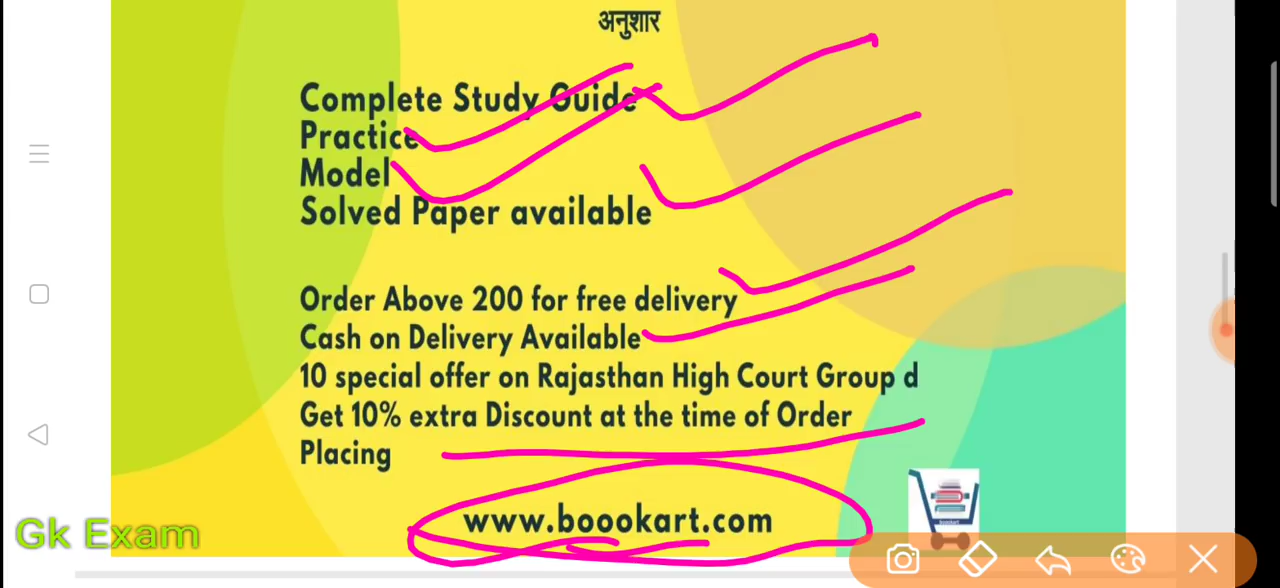 अनुशार
Complete Study Guide
Practice
Model
Solved Paper available
Order Above 200 for free delivery
Cash on Delivery Available
10 special offer on Rajasthan High Court Group d
Get 10% extra Discount at the time of Order
Placing
www.boookart.com
Gk Exam